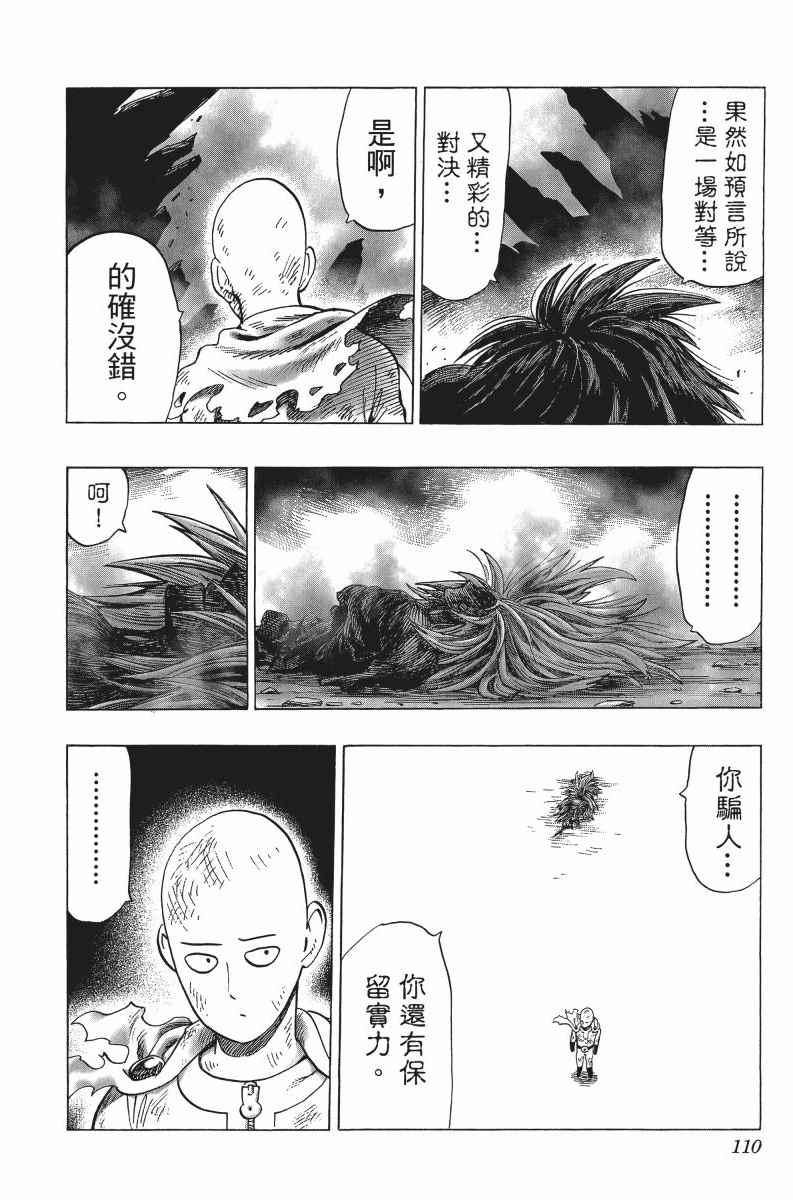 果然如預言所說
…是一場對等…
又精彩的…
對決…
是啊，
的確沒錯。
…………
…………
呵！
你騙人…
你還有保
留實力。
…………
110